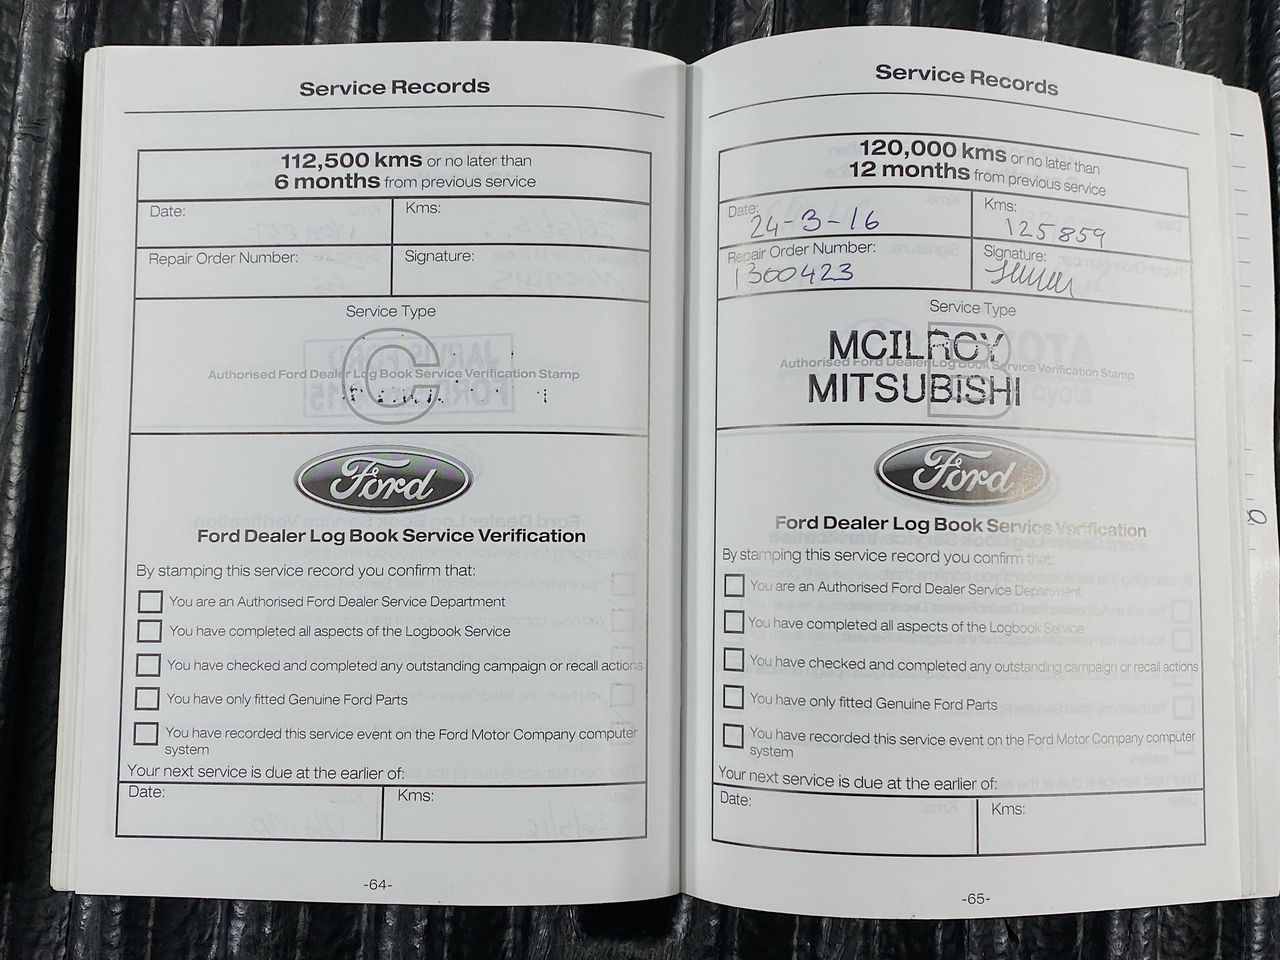 Service Records
112,500 kms or no later than
6 months from previous service
Date:
Kms:
Repair Order Number:
Signature:
Service Type
C
Authorised Ford Dealer Log Book Service Verification Stamp
Ford
Ford Dealer Log Book Service Verification
By stamping this service record you confirm that:
You are an Authorised Ford Dealer Service Department
You have completed all aspects of the Logbook Service
You have checked and completed any outstanding campaign or recall actions
You have only fitted Genuine Ford Parts
You have recorded this service event on the Ford Motor Company computer
system
Your next service is due at the earlier of:
Date:
Kms:
-64-
Service Records
120,000 kms or no later than
12 months from previous service
Date:
24-3-16
Kms:
125859
Repair Order Number:
1300423
Signature:
Service Type
B
MCILROY
Authorised Ford Dealer Log Book Service Verification Stamp
MITSUBISHI
Ford
Ford Dealer Log Book Service Verification
By stamping this service record you confirm that:
You are an Authorised Ford Dealer Service Department
You have completed all aspects of the Logbook Service
You have checked and completed any outstanding campaign or recall actions
You have only fitted Genuine Ford Parts
You have recorded this service event on the Ford Motor Company computer
system
Your next service is due at the earlier of:
Date:
Kms:
-65-